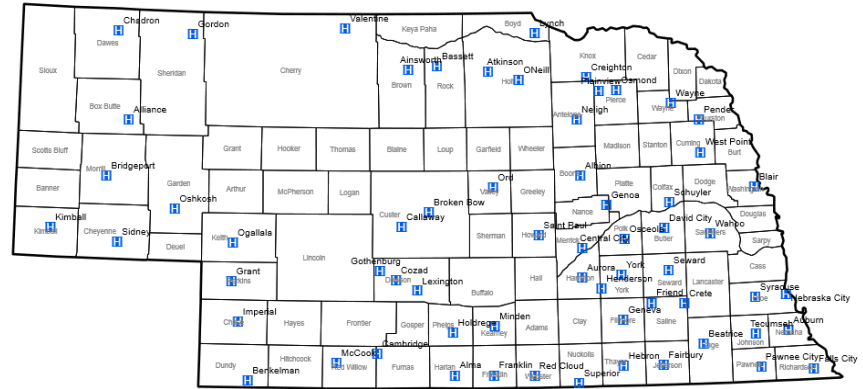 Chadron
Gordon
Valentine
Keya Paha
Boyd
Lynch
Dawes
Sioux
Sheridan
Cherry
Ainsworth
Bassett
Brown
Rock
Atkinson
ONeill
Knox
Cedar
Dixon
Dakota
Creighton
Plainview
Osmond
Pierce
Wayne
Wayne
Box Butte
Alliance
Neligh
Antelope
Pender
Thurston
Scotts Bluff
Grant
Hooker
Thomas
Blaine
Loup
Garfield
Wheeler
Madison
Stanton
Cuming
West Point
Burt
Morrill
Bridgeport
Banner
Garden
Arthur
McPherson
Logan
Ord
Valley
Greeley
Albion
Boone
Platte
Colfax
Dodge
Blair
Washington
Oshkosh
Custer
Broken Bow
Genoa
Nance
Schuyler
Douglas
Kimball
Kimball
Cheyenne
Sidney
Deuel
Keith
Ogallala
Lincoln
Callaway
Sherman
Saint Paul
Howard
Merrick
Central City
Polk
Osceola
David City
Butler
Wahoo
Saunders
Sarpy
Cass
Grant
Perkins
Gothenburg
Cozad
Dawson
Lexington
Buffalo
Hall
Aurora
Hamilton
York
Henderson
York
Seward
Seward
Lancaster
Syracuse
Otoe
Nebraska City
Imperial
Chase
Hayes
Frontier
Gosper
Phelps
Holdrege
Minden
Kearney
Adams
Clay
Geneva
Fillmore
Friend
Saline
Crete
Beatrice
Gage
Tecumseh
Johnson
Auburn
Nemaha
Dundy
Berkelman
Hitchcock
McCook
Red Willow
Cambridge
Furnas
Harlan
Alma
Franklin
Franklin
Red Cloud
Webster
Nuckolls
Superior
Thayer
Hebron
Fairbury
Jefferson
Pawnee City
Pawnee
Richardson
Falls City